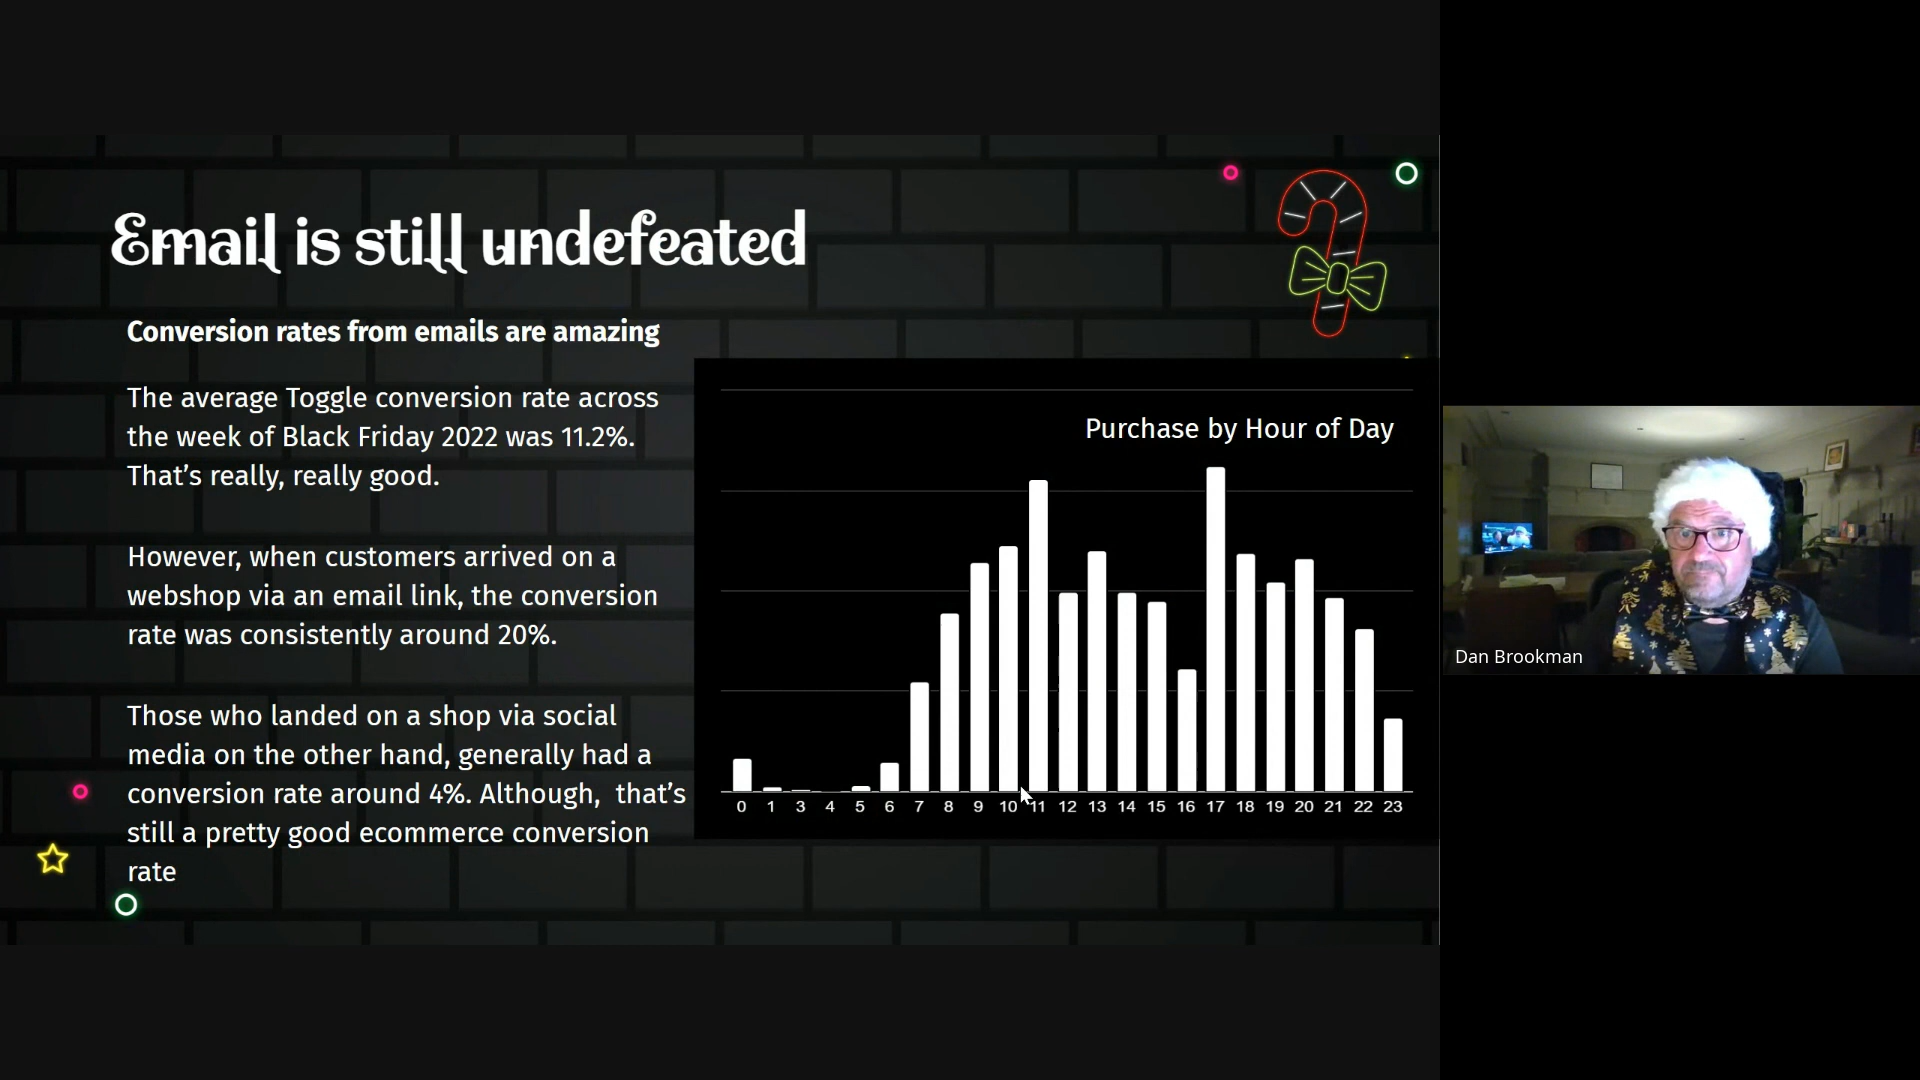 Email is still undefeated
Conversion rates from emails are amazing
The average Toggle conversion rate across
the week of Black Friday 2022 was 11.2%.
That’s really, really good.
However, when customers arrived on a
webshop via an email link, the conversion
rate was consistently around 20%.
Those who landed on a shop via social
media on the other hand, generally had a
conversion rate around 4%. Although,  that’s
still a pretty good ecommerce conversion
rate
Purchase by Hour of Day
0 1 3 4 5 6 7 8 9 10 11 12 13 14 15 16 17 18 19 20 21 22 23
Dan Brookman